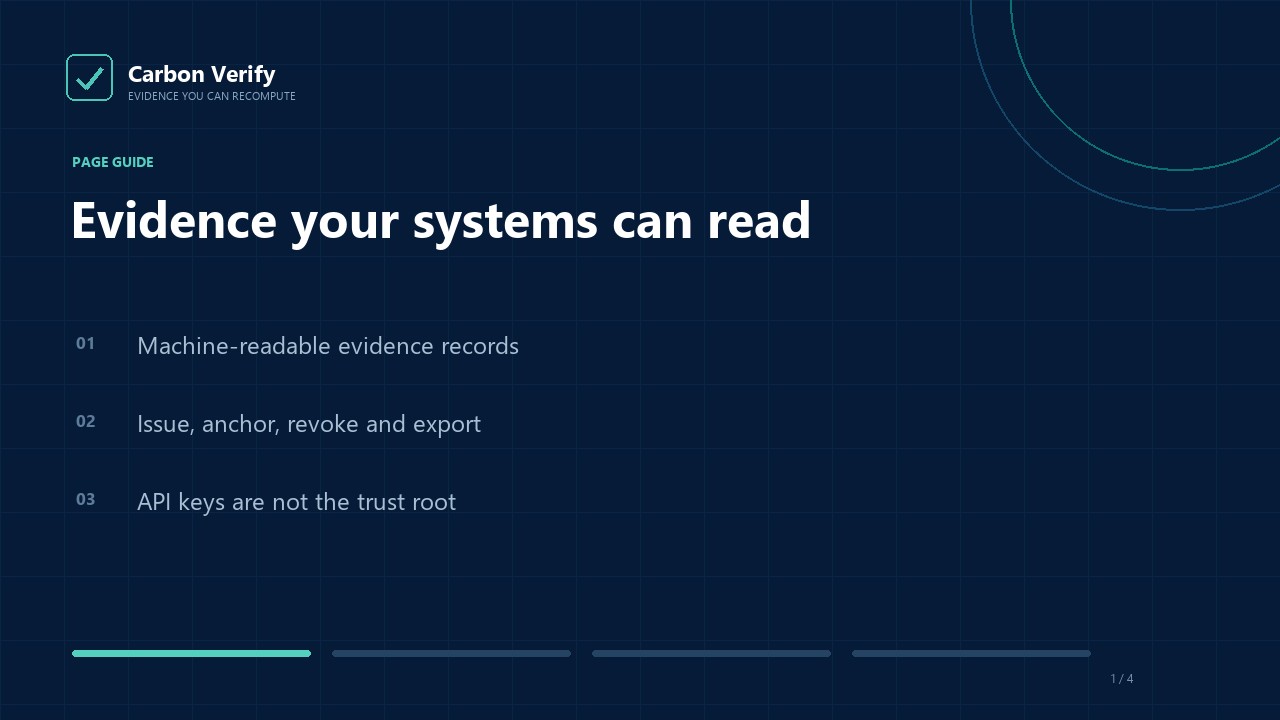 Carbon Verify
EVIDENCE YOU CAN RECOMPUTE
PAGE GUIDE
Evidence your systems can read
01 Machine-readable evidence records
02 Issue, anchor, revoke and export
03 API keys are not the trust root
1 / 4